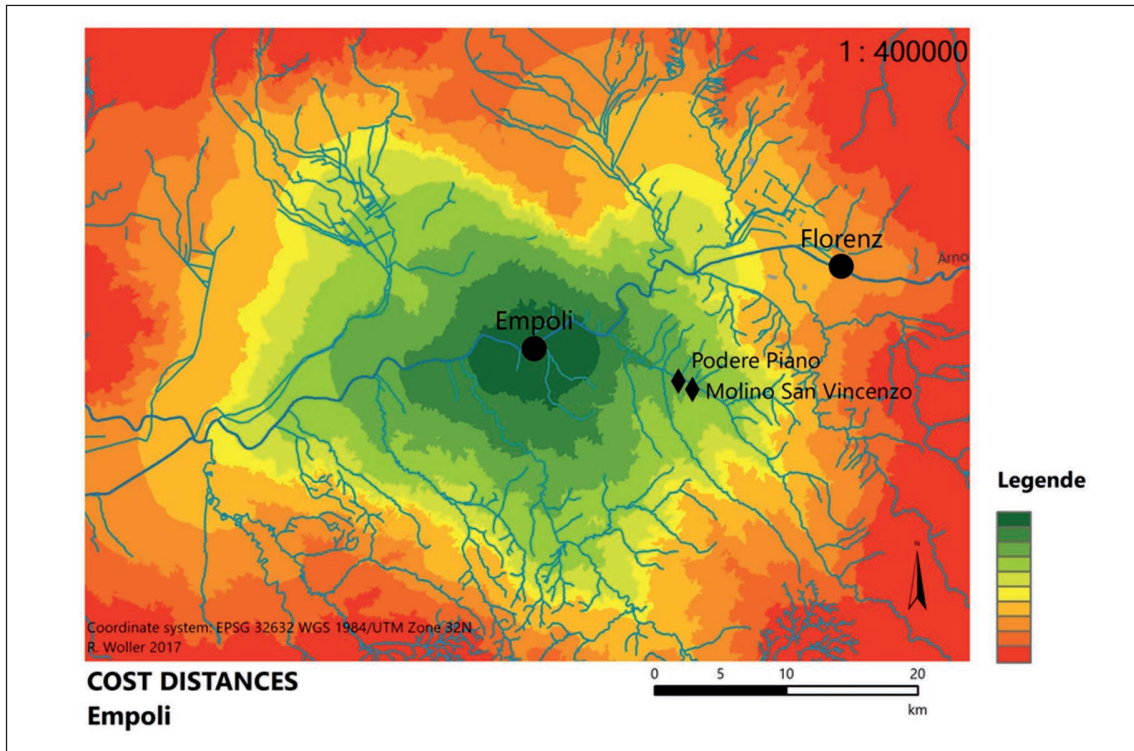 1 : 400000
Florenz
Arno
Empoli
Podere Piano
Molino San Vincenzo
Legende
N
Coordinate system: EPSG 32632 WGS 1984/UTM Zone 32N
R. Woller 2017
COST DISTANCES
Empoli
0 5 10 20
km